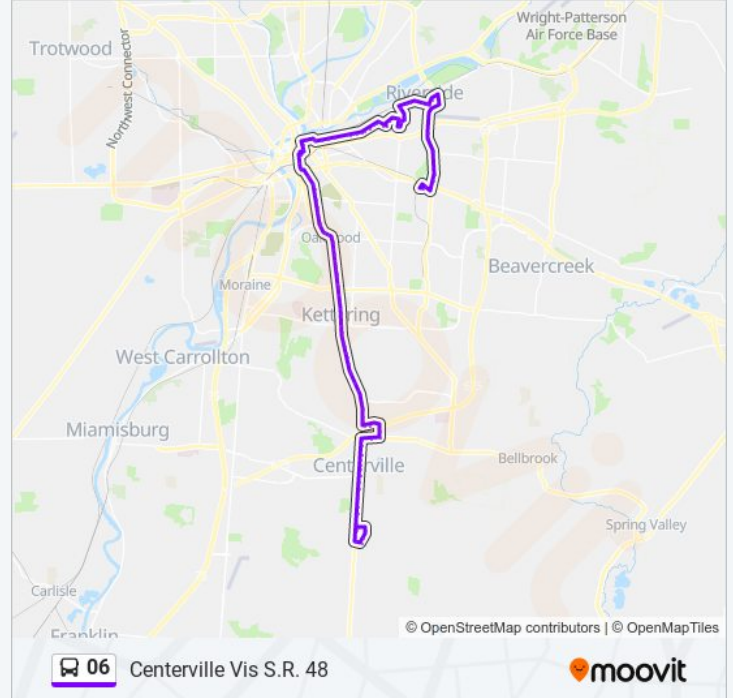 Wright-Patterson
Air Force Base
Trotwood
Northwest Connector
Riverside
Oakwood
Beavercreek
Moraine
Kettering
West Carrollton
Miamisburg
Centerville
Bellbrook
Spring Valley
Carlisle
Franklin
© OpenStreetMap contributors | © OpenMapTiles
06 Centerville Vis S.R. 48
moovit